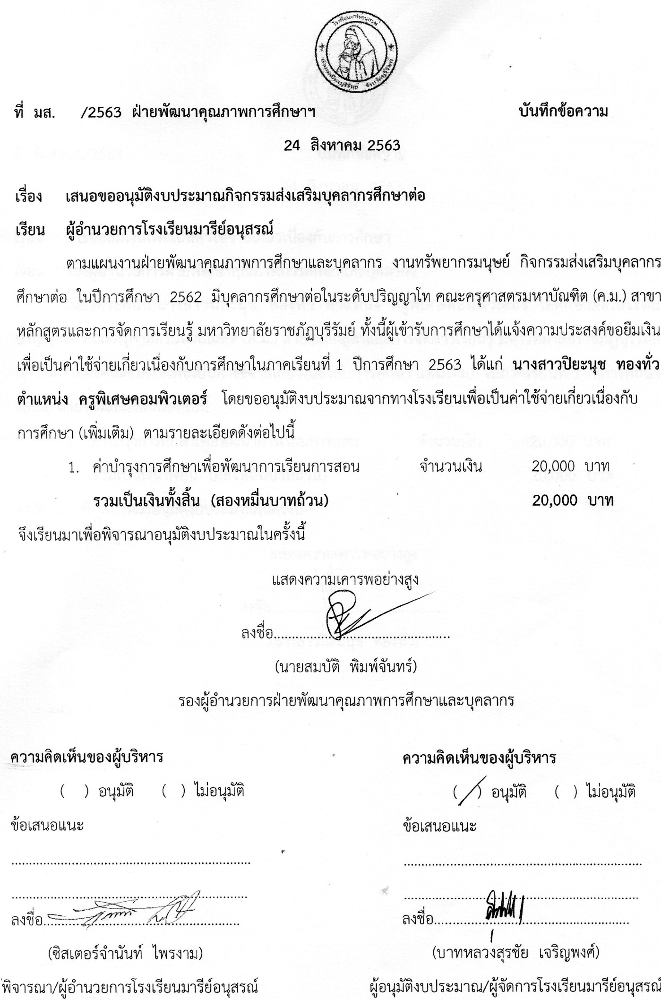 โรงเรียนมารีย์อนุสรณ์
อำเภอเมืองบุรีรัมย์ จังหวัดบุรีรัมย์
ที่ มส. /2563 ฝ่ายพัฒนาคุณภาพการศึกษาฯ บันทึกข้อความ
24 สิงหาคม 2563
เรื่อง เสนอขออนุมัติงบประมาณกิจกรรมส่งเสริมบุคลากรศึกษาต่อ
เรียน ผู้อำนวยการโรงเรียนมารีย์อนุสรณ์
ตามแผนงานฝ่ายพัฒนาคุณภาพการศึกษาและบุคลากร งานทรัพยากรมนุษย์ กิจกรรมส่งเสริมบุคลากร
ศึกษาต่อ ในปีการศึกษา 2562 มีบุคลากรศึกษาต่อในระดับปริญญาโท คณะครุศาสตรมหาบัณฑิต (ค.ม.) สาขา
หลักสูตรและการจัดการเรียนรู้ มหาวิทยาลัยราชภัฏบุรีรัมย์ ทั้งนี้ผู้เข้ารับการศึกษาได้แจ้งความประสงค์ขอยืมเงิน
เพื่อเป็นค่าใช้จ่ายเกี่ยวเนื่องกับการศึกษาในภาคเรียนที่ 1 ปีการศึกษา 2563 ได้แก่ นางสาวปิยะนุช ทองทั่ว
ตำแหน่ง ครูพิเศษคอมพิวเตอร์ โดยขออนุมัติงบประมาณจากทางโรงเรียนเพื่อเป็นค่าใช้จ่ายเกี่ยวเนื่องกับ
การศึกษา (เพิ่มเติม) ตามรายละเอียดดังต่อไปนี้
1. ค่าบำรุงการศึกษาเพื่อพัฒนาการเรียนการสอน จำนวนเงิน 20,000 บาท
รวมเป็นเงินทั้งสิ้น (สองหมื่นบาทถ้วน) 20,000 บาท
จึงเรียนมาเพื่อพิจารณาอนุมัติงบประมาณในครั้งนี้
แสดงความเคารพอย่างสูง
ลงชื่อ....................................................
(นายสมบัติ พิมพ์จันทร์)
รองผู้อำนวยการฝ่ายพัฒนาคุณภาพการศึกษาและบุคลากร
ความคิดเห็นของผู้บริหาร ความคิดเห็นของผู้บริหาร
( ) อนุมัติ ( ) ไม่อนุมัติ (/) อนุมัติ ( ) ไม่อนุมัติ
ข้อเสนอแนะ ข้อเสนอแนะ
ลงชื่อ.................................................... ลงชื่อ....................................................
(ซิสเตอร์จำนันท์ ไพรงาม) (บาทหลวงสุรชัย เจริญพงศ์)
พิจารณา/ผู้อำนวยการโรงเรียนมารีย์อนุสรณ์ ผู้อนุมัติงบประมาณ/ผู้จัดการโรงเรียนมารีย์อนุสรณ์